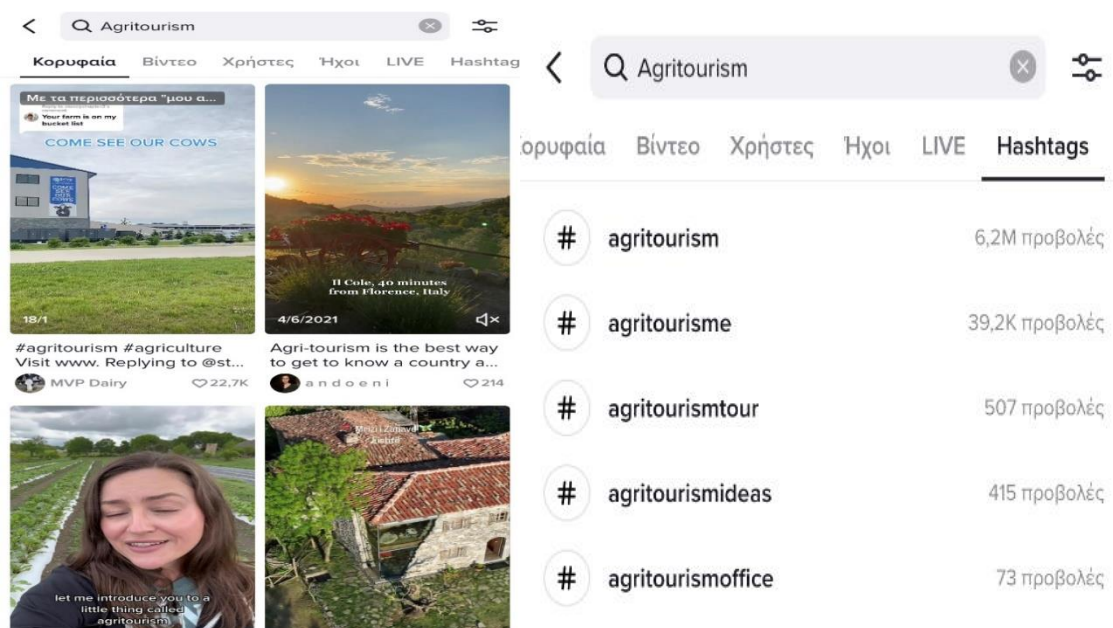 Agritourism
Κορυφαία Βίντεο Χρήστες Ήχοι LIVE Hashtag
Με τα περισσότερα "μου α...
Your farm is on my
bucket list
COME SEE OUR COWS
COME
SEE
OUR
COWS
18/1
#agritourism #agriculture
Visit www. Replying to @st...
MVP Dairy 22,7K
Il Cole, 40 minutes
from Florence, Italy
4/6/2021
Agri-tourism is the best way
to get to know a country a...
andoeni 214
let me introduce you to a
little thing called
agritourism
Agritourism
ορυφαία Βίντεο Χρήστες Ήχοι LIVE Hashtags
# agritourism 6,2M προβολές
# agritourisme 39,2K προβολές
# agritourismtour 507 προβολές
# agritourismideas 415 προβολές
# agritourismoffice 73 προβολές